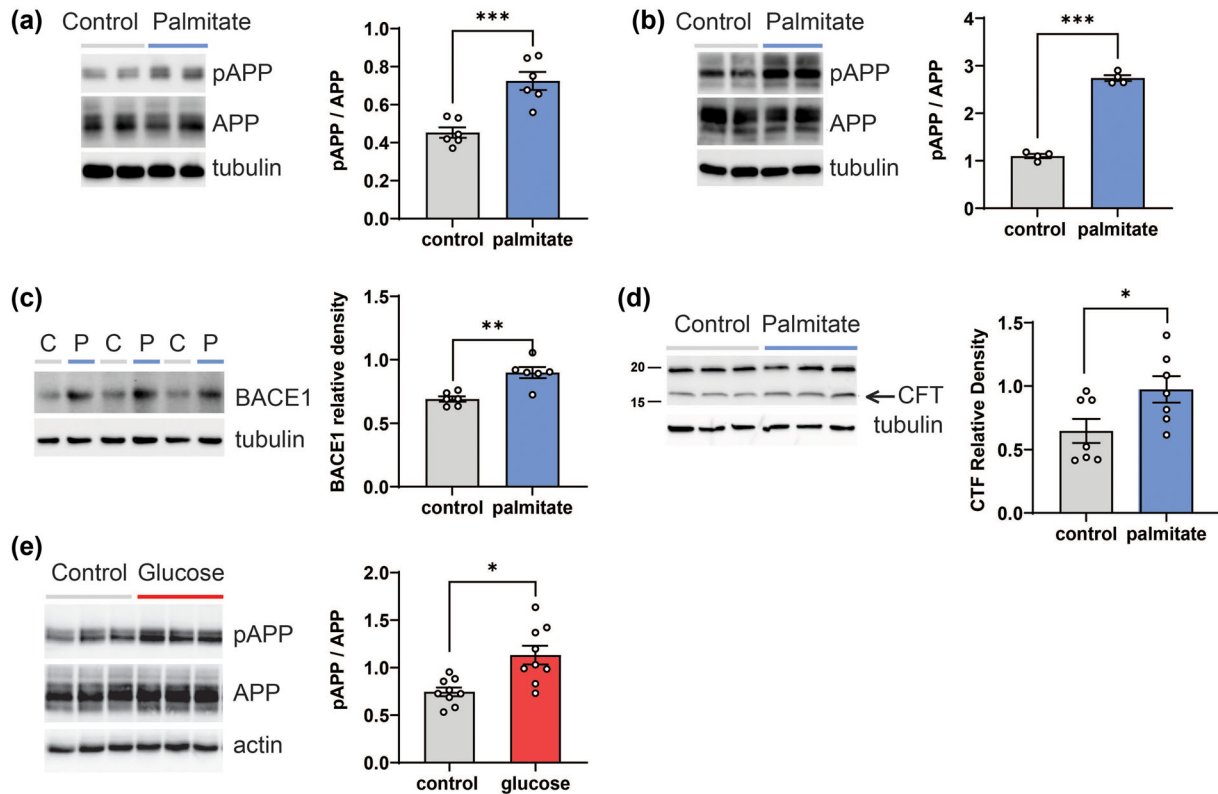 (a)
Control Palmitate
pAPP
APP
tubulin
pAPP / APP
1.0
0.8
0.6
0.4
0.2
0.0
***
control palmitate
(b)
Control Palmitate
pAPP
APP
tubulin
pAPP / APP
4
3
2
1
0
***
control palmitate
(c)
C P C P C P
BACE1
tubulin
BACE1 relative density
1.5
1.0
0.5
0.0
**
control palmitate
(d)
Control Palmitate
20
15
CFT
tubulin
CTF Relative Density
1.5
1.0
0.5
0.0
*
control palmitate
(e)
Control Glucose
pAPP
APP
actin
pAPP / APP
2.0
1.5
1.0
0.5
0.0
*
control glucose